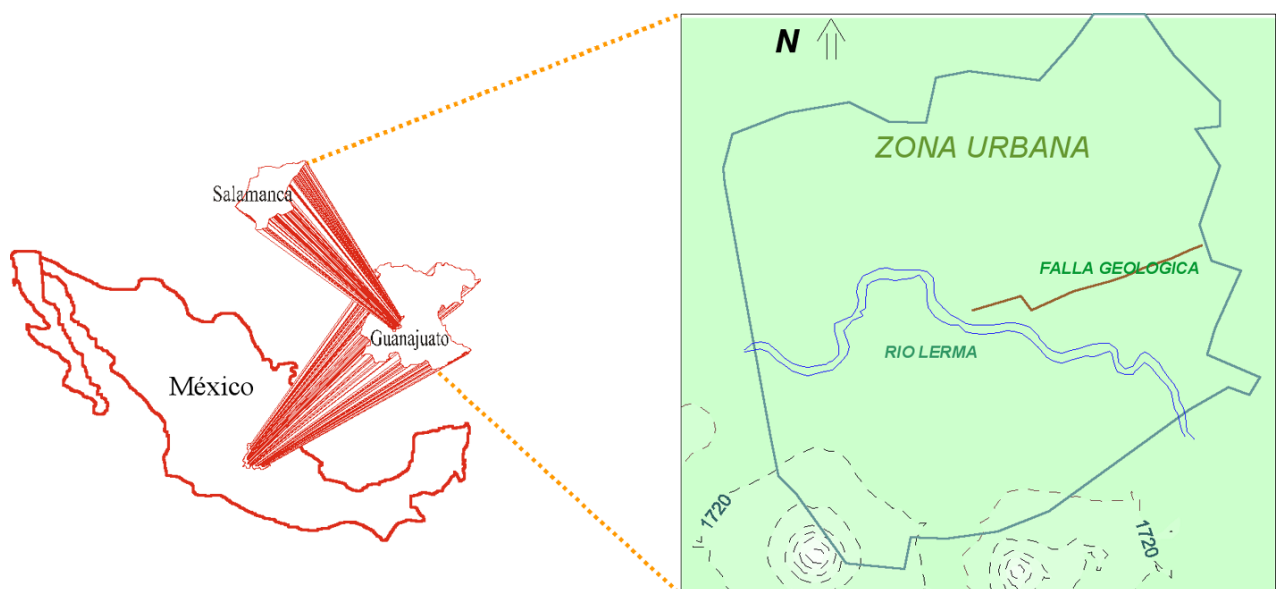 Salamanca
Guanajuato
México
N
ZONA URBANA
FALLA GEOLOGICA
RIO LERMA
1720
1720